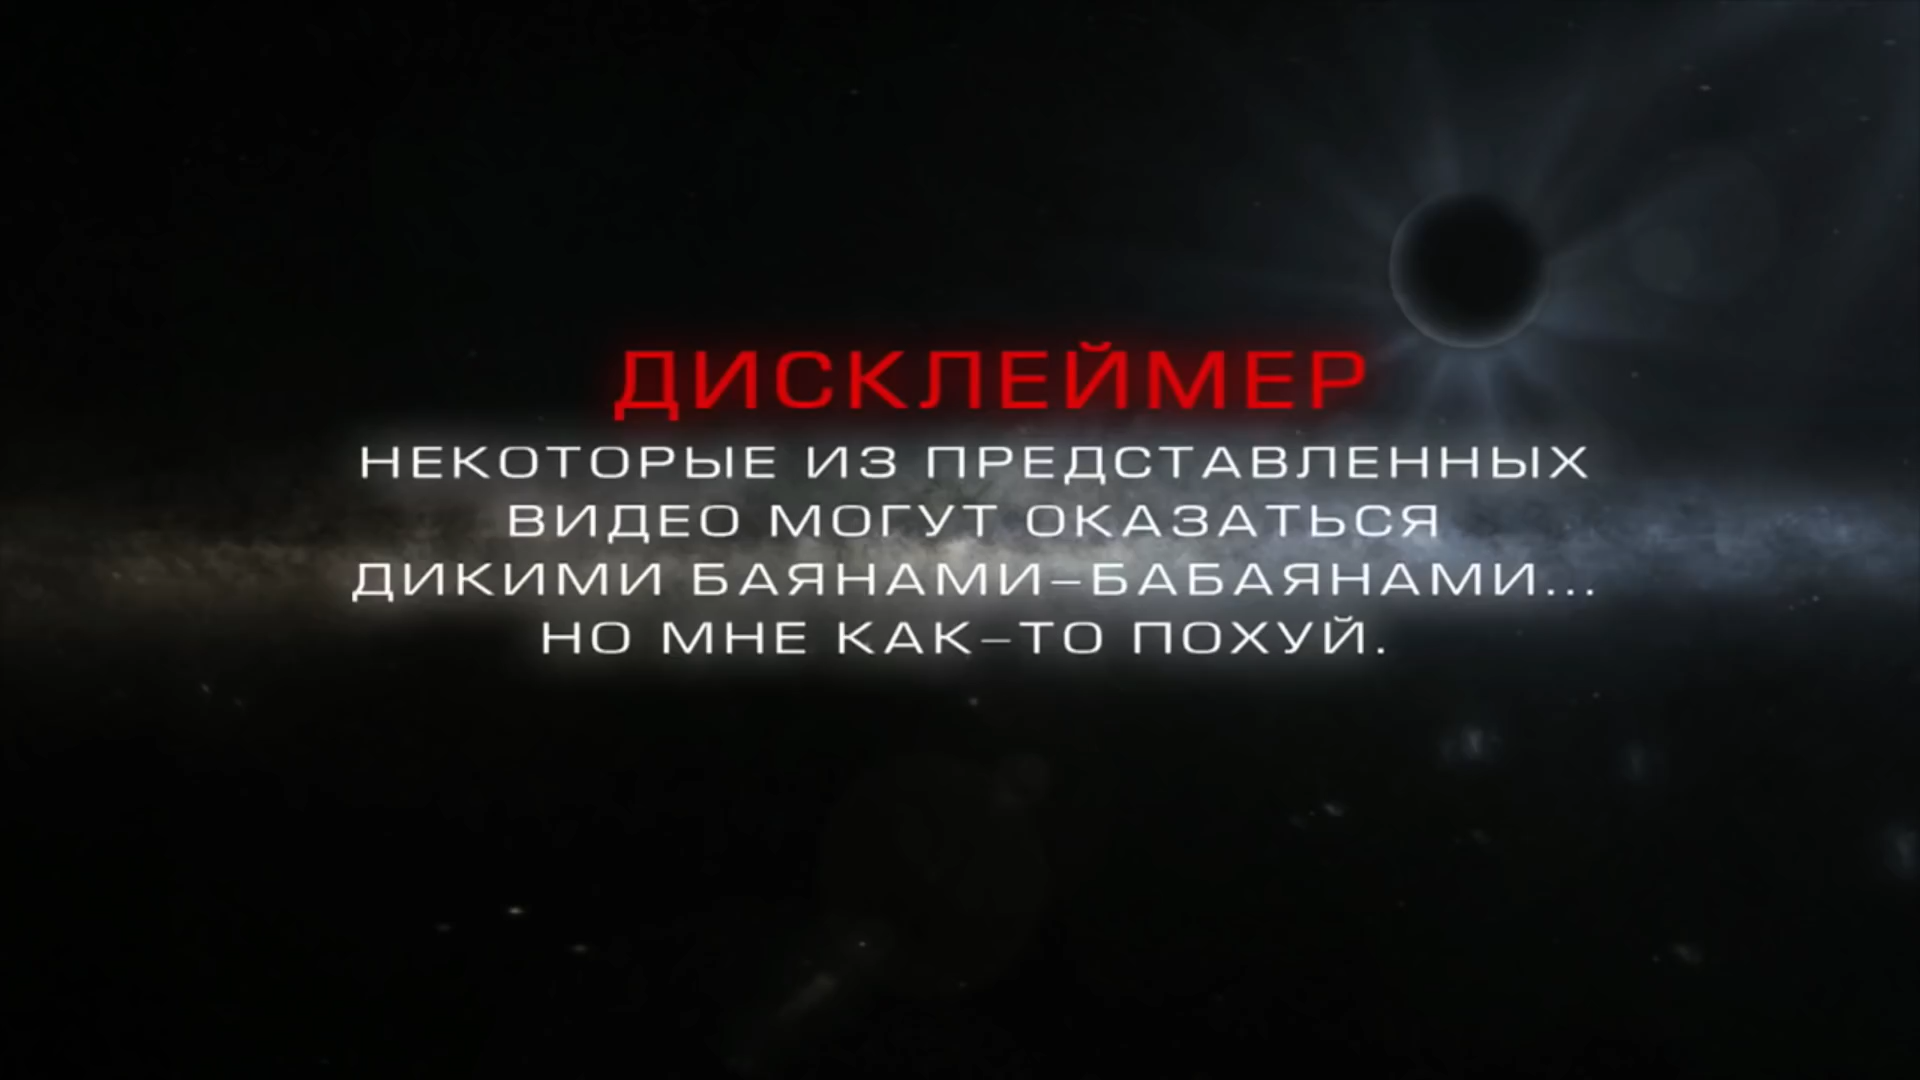 ДИСКЛЕЙМЕР
НЕКОТОРЫЕ ИЗ ПРЕДСТАВЛЕННЫХ
ВИДЕО МОГУТ ОКАЗАТЬСЯ
ДИКИМИ БАЯНАМИ-БАБАЯНАМИ...
НО МНЕ КАК-ТО ПОХУЙ.